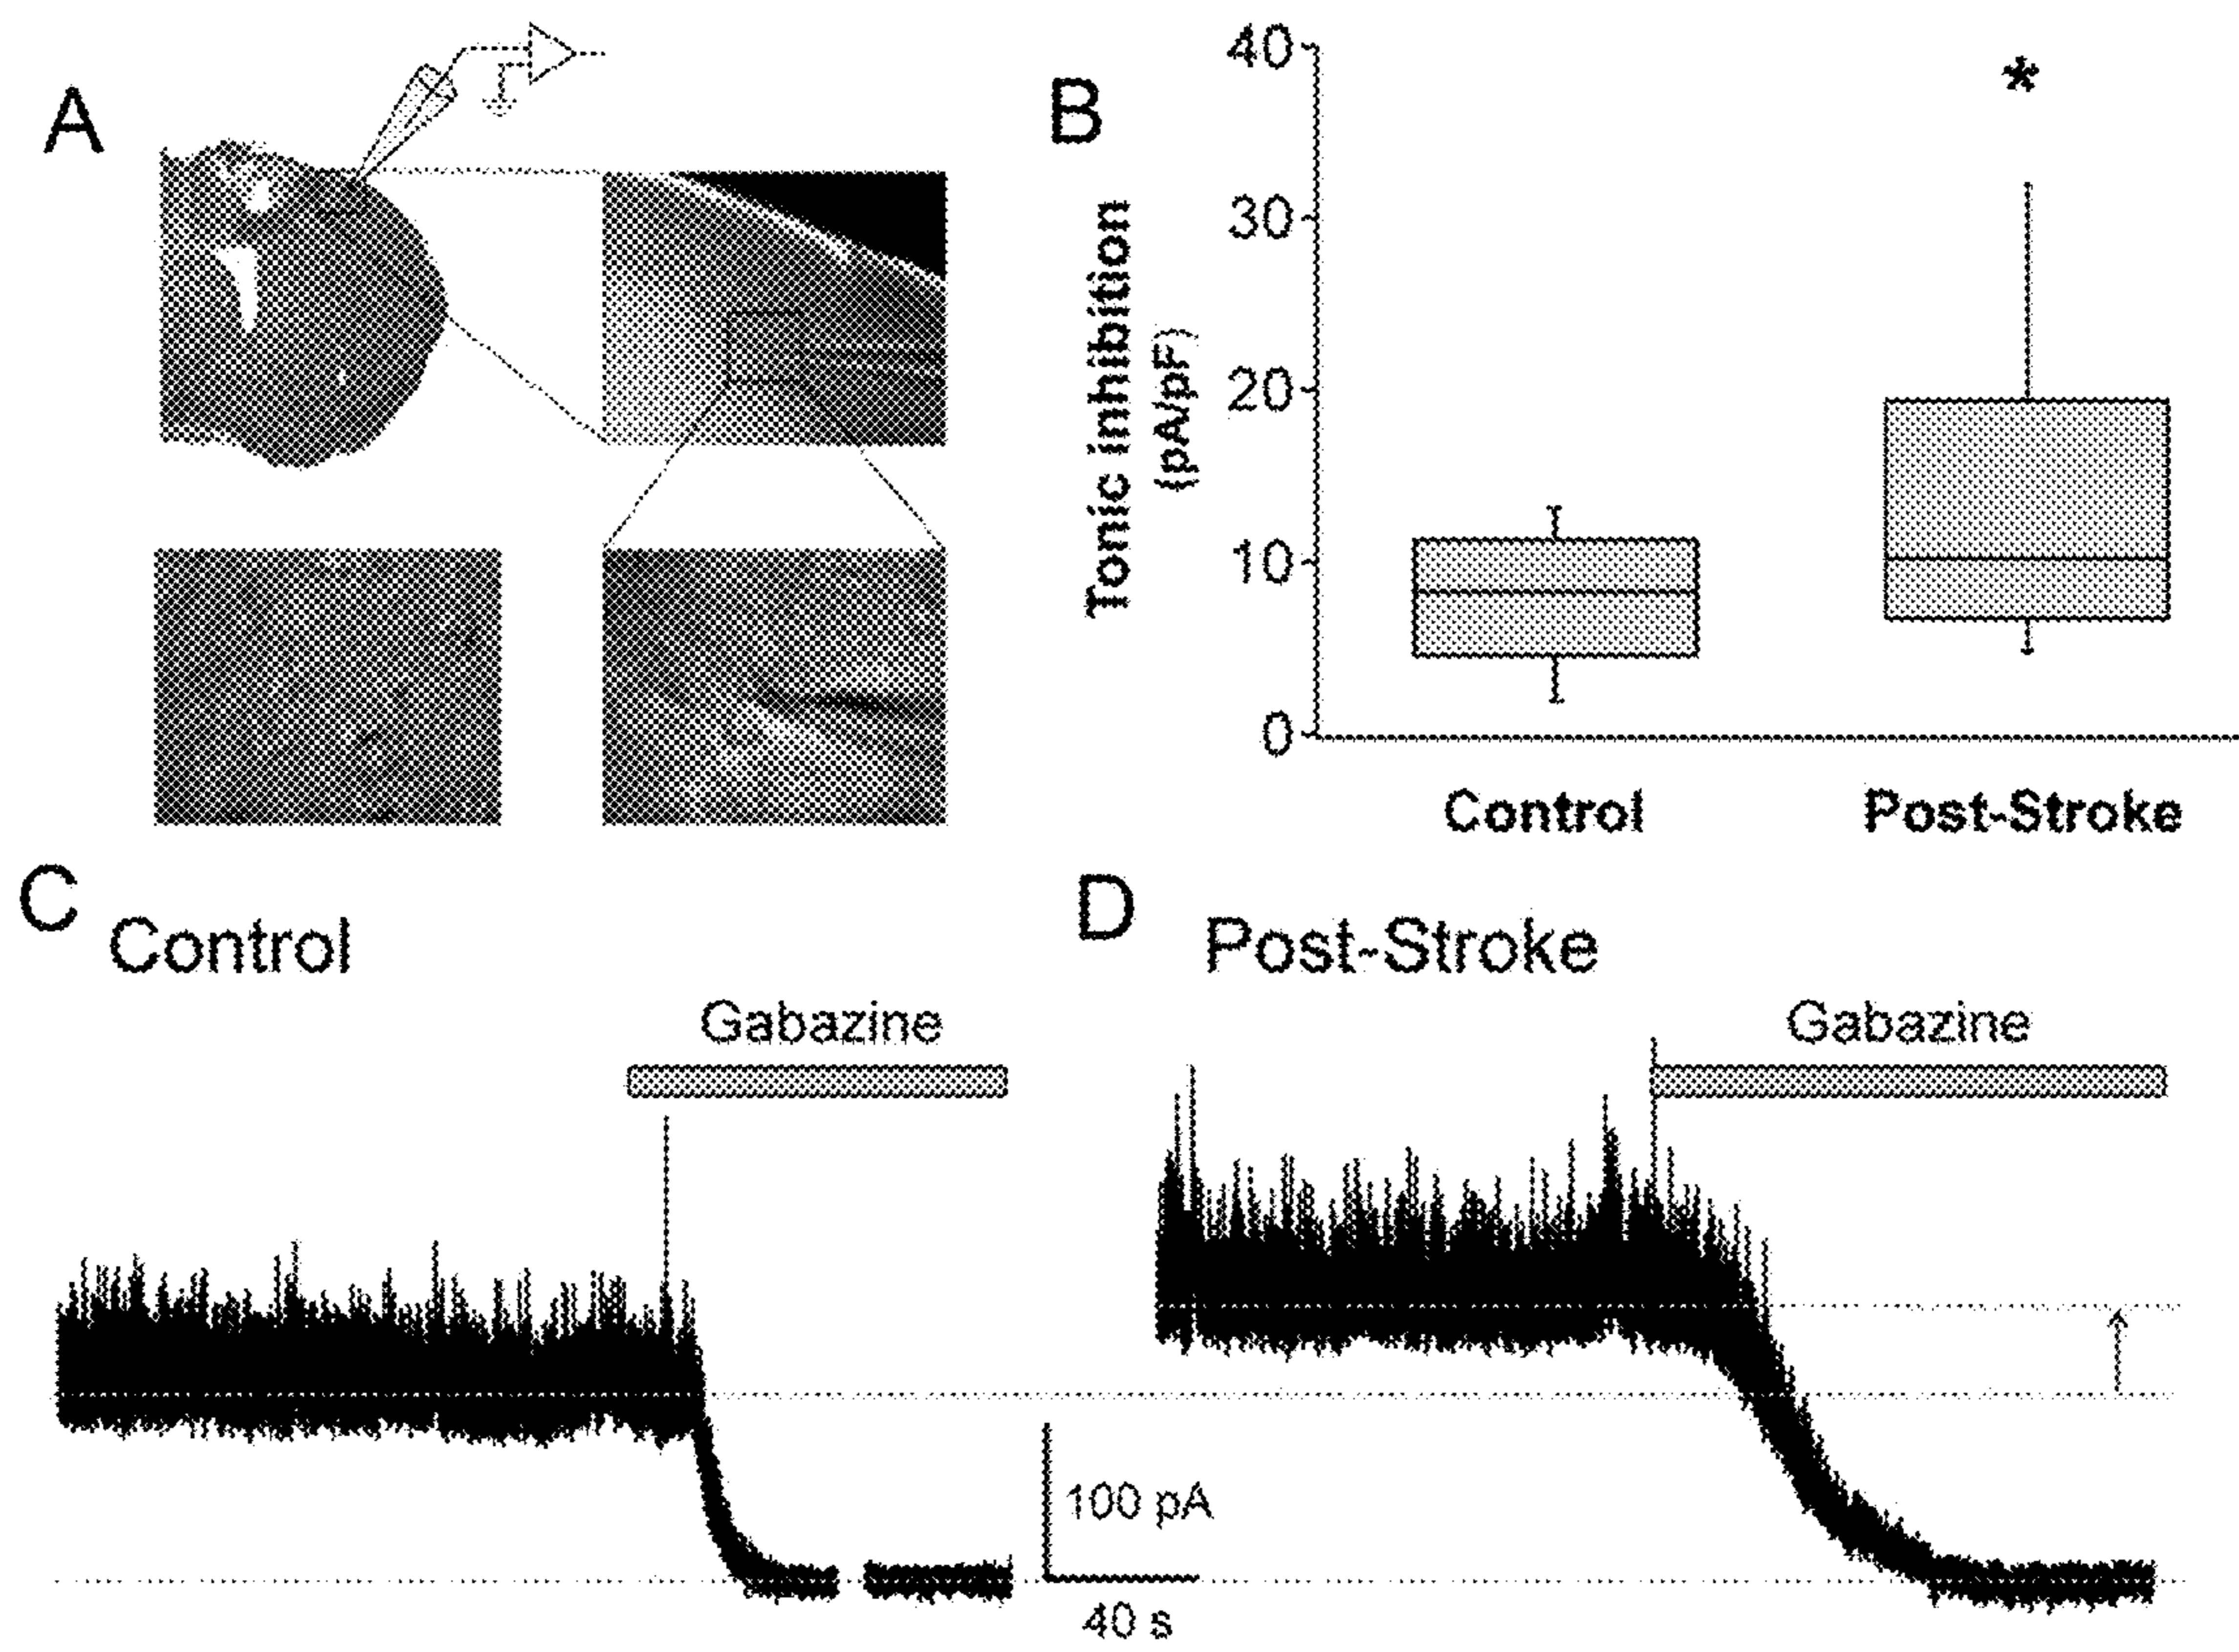 A
B
40
*
30
20
10
0
Tonic inhibition
(pA/pF)
Control
Post-Stroke
C
Control
Gabazine
D
Post-Stroke
Gabazine
100 pA
40 s